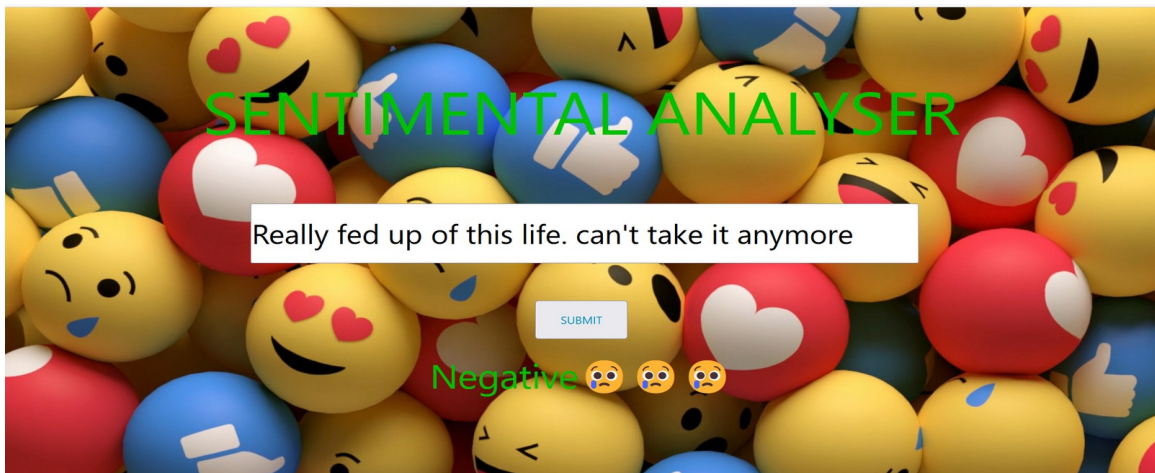 SENTIMENTAL ANALYSER
Really fed up of this life. can't take it anymore
SUBMIT
Negative 😢 😢 😢